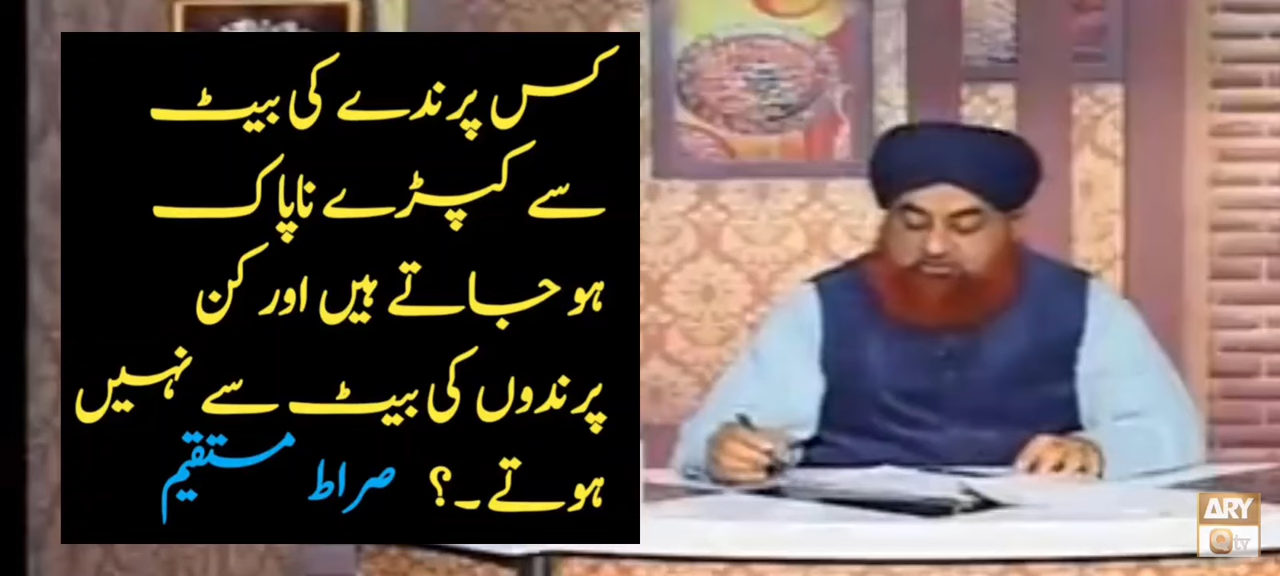 کس پرندے کی بیٹ
سے کپڑے ناپاک
ہو جاتے ہیں اور کن
پرندوں کی بیٹ سے نہیں
ہوتے ۔؟ صراط مستقیم
ARY
tv